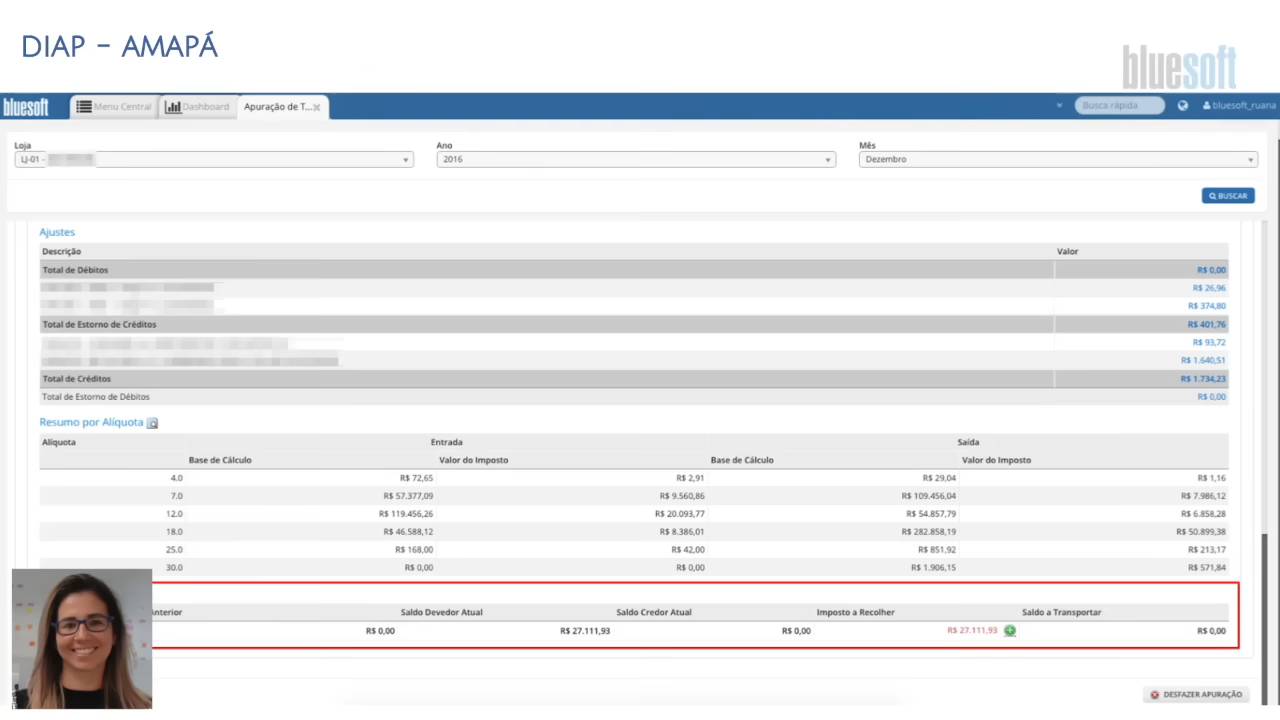 DIAP - AMAPÁ
bluesoft
bluesoft Menu Central Dashboard Apuração de T... Busca rápida bluesoft_ruana
Loja Ano Mês
LJ-01 - 2016 Dezembro
BUSCAR
Ajustes
Descrição Valor
Total de Débitos R$ 0,00
R$ 26,96
R$ 374,80
Total de Estorno de Créditos R$ 401,76
R$ 93,72
R$ 1.640,51
Total de Créditos R$ 1.734,23
Total de Estorno de Débitos R$ 0,00
Resumo por Alíquota
Alíquota Entrada Saída
Base de Cálculo Valor do Imposto Base de Cálculo Valor do Imposto
4.0 R$ 72,65 R$ 2,91 R$ 29,04 R$ 1,16
7.0 R$ 57.377,09 R$ 9.560,86 R$ 109.456,04 R$ 7.986,12
12.0 R$ 119.456,26 R$ 20.093,77 R$ 54.857,79 R$ 6.858,28
18.0 R$ 46.588,12 R$ 8.386,01 R$ 282.858,19 R$ 50.899,38
25.0 R$ 168,00 R$ 42,00 R$ 851,92 R$ 213,17
30.0 R$ 0,00 R$ 0,00 R$ 1.906,15 R$ 571,84
nterior Saldo Devedor Atual Saldo Credor Atual Imposto a Recolher Saldo a Transportar
R$ 0,00 R$ 27.111,93 R$ 0,00 R$ 27.111,93 R$ 0,00
DESFAZER APURAÇÃO